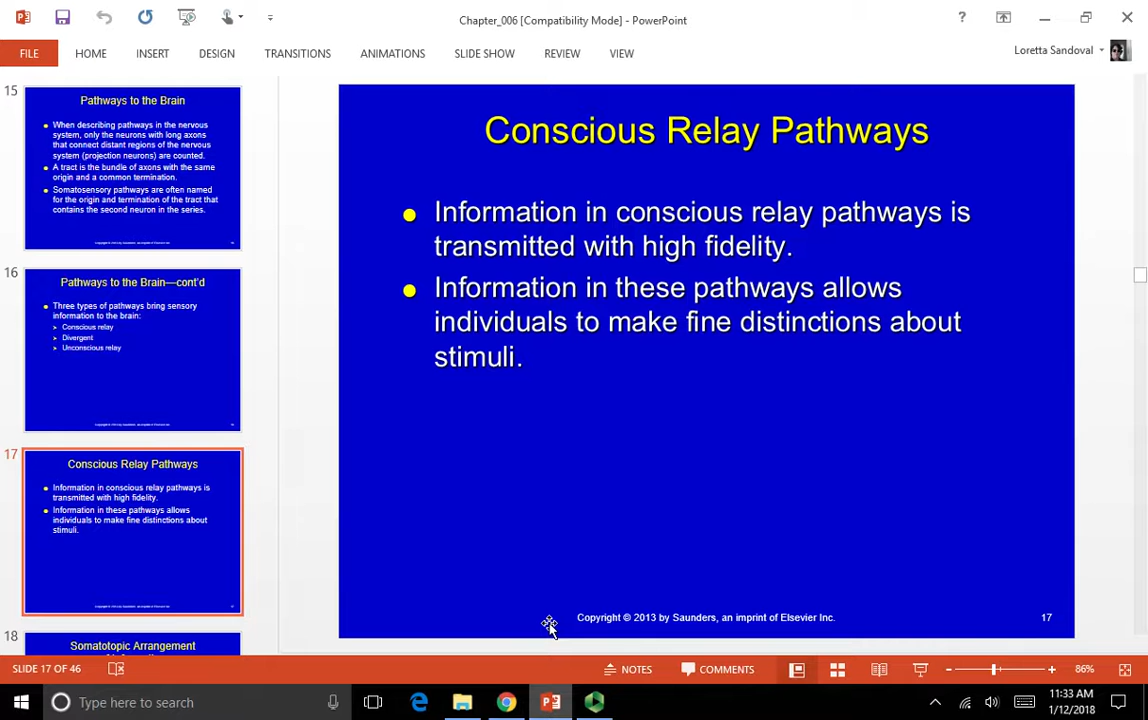 Chapter_006 [Compatibility Mode] - PowerPoint
?
FILE
HOME
INSERT
DESIGN
TRANSITIONS
ANIMATIONS
SLIDE SHOW
REVIEW
VIEW
Loretta Sandoval
15
Pathways to the Brain
When describing pathways in the nervous
system, only the neurons with long axons
that connect distant regions of the nervous
system (projection neurons) are counted.
A tract is the bundle of axons with the same
origin and a common termination.
Somatosensory pathways are often named
for the origin and termination of the tract that
contains the second neuron in the series.
16
Pathways to the Brain—cont'd
Three types of pathways bring sensory
information to the brain:
Conscious relay
Divergent
Unconscious relay
17
Conscious Relay Pathways
Information in conscious relay pathways is
transmitted with high fidelity.
Information in these pathways allows
individuals to make fine distinctions about
stimuli.
18
Somatotopic Arrangement
Conscious Relay Pathways
Information in conscious relay pathways is
transmitted with high fidelity.
Information in these pathways allows
individuals to make fine distinctions about
stimuli.
Copyright © 2013 by Saunders, an imprint of Elsevier Inc.
17
SLIDE 17 OF 46
NOTES
COMMENTS
86%
Type here to search
11:33 AM
1/12/2018